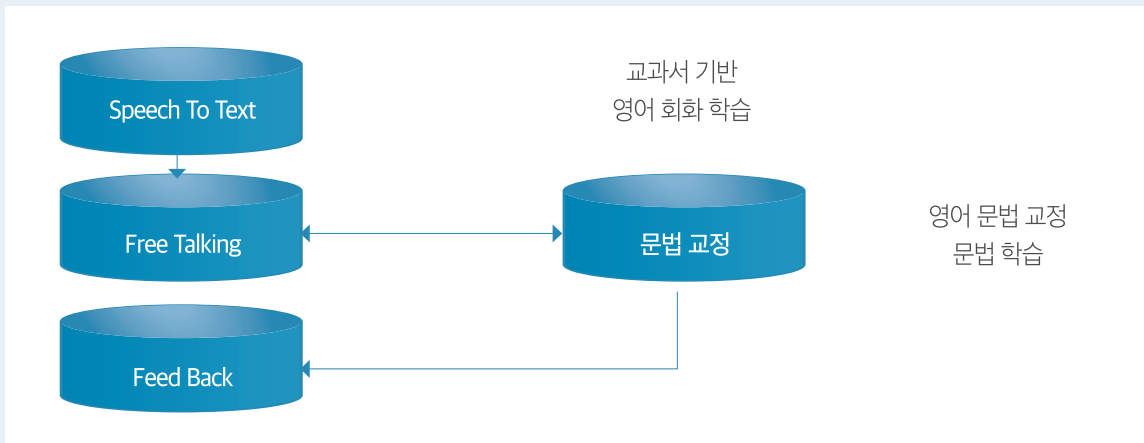 Speech To Text
교과서 기반
영어 회화 학습
Free Talking
문법 교정
영어 문법 교정
문법 학습
Feed Back